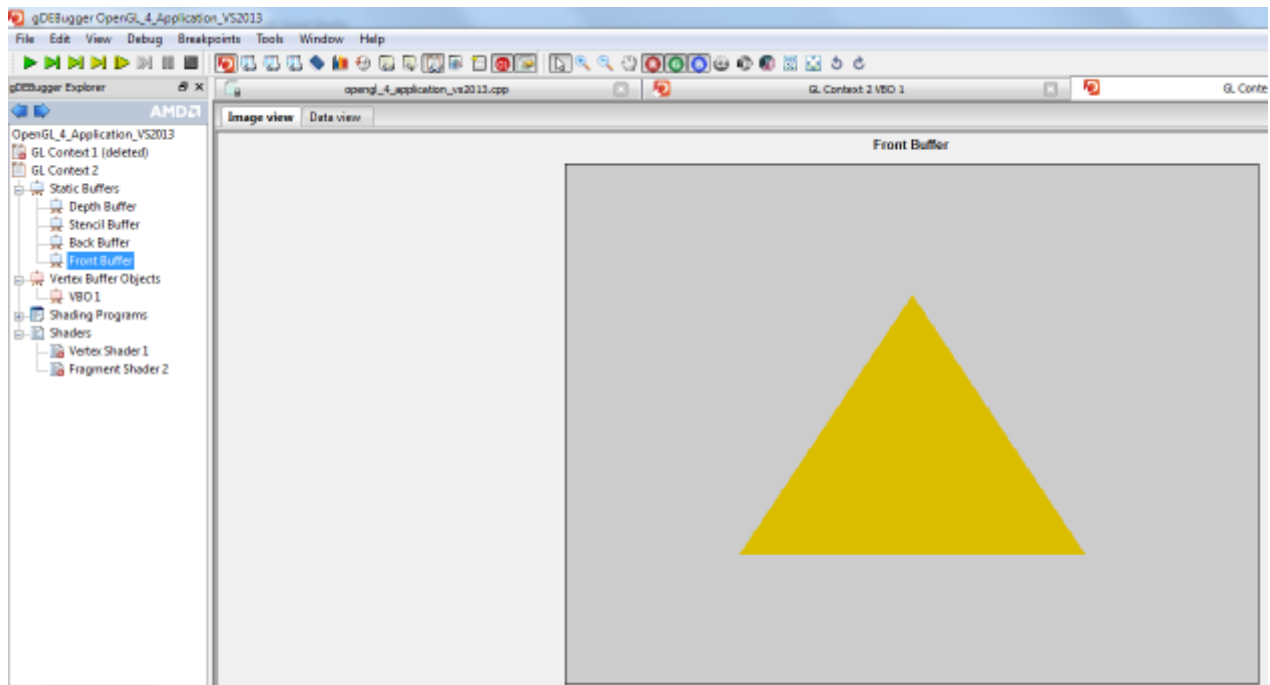 gDEBugger OpenGL_4_Application_VS2013
File Edit View Debug Breakpoints Tools Window Help
gDEBugger Explorer
opengl_4_application_vs2013.cpp
GL Context 2 VBO 1
GL Conte
AMD
Image view Data view
OpenGL_4_Application_VS2013
GL Context 1 (deleted)
GL Context 2
Static Buffers
Depth Buffer
Stencil Buffer
Back Buffer
Front Buffer
Vertex Buffer Objects
VBO 1
Shading Programs
Shaders
Vertex Shader 1
Fragment Shader 2
Front Buffer